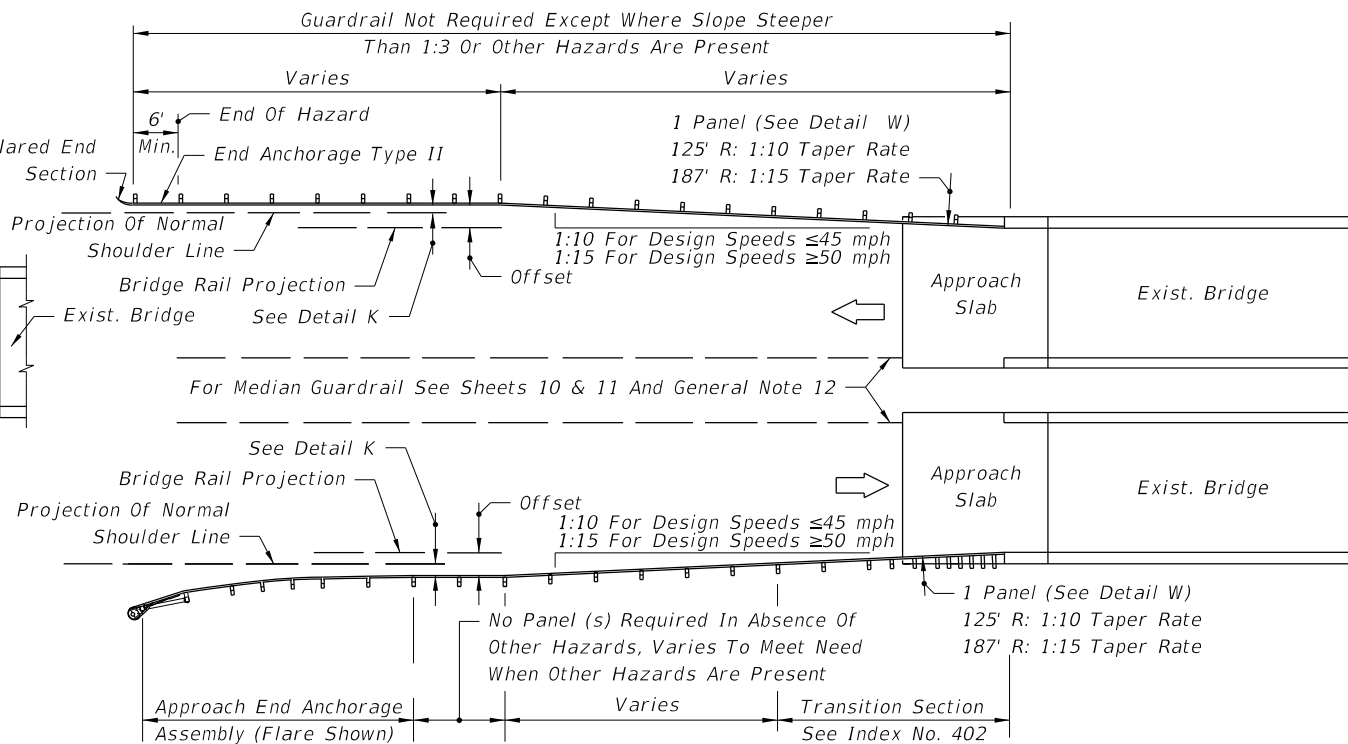 Guardrail Not Required Except Where Slope Steeper
Than 1:3 Or Other Hazards Are Present
Varies
Varies
6'
Min.
End Of Hazard
End Anchorage Type II
1 Panel (See Detail W)
125' R: 1:10 Taper Rate
187' R: 1:15 Taper Rate
End
Section
Projection Of Normal
Shoulder Line
Bridge Rail Projection
Exist. Bridge
See Detail K
1:10 For Design Speeds ≤45 mph
1:15 For Design Speeds ≥50 mph
Offset
Approach
Slab
Exist. Bridge
For Median Guardrail See Sheets 10 & 11 And General Note 12
See Detail K
Bridge Rail Projection
Projection Of Normal
Shoulder Line
Offset
1:10 For Design Speeds ≤45 mph
1:15 For Design Speeds ≥50 mph
Approach
Slab
Exist. Bridge
1 Panel (See Detail W)
125' R: 1:10 Taper Rate
187' R: 1:15 Taper Rate
No Panel (s) Required In Absence Of
Other Hazards, Varies To Meet Need
When Other Hazards Are Present
Approach End Anchorage
Assembly (Flare Shown)
Varies
Transition Section
See Index No. 402